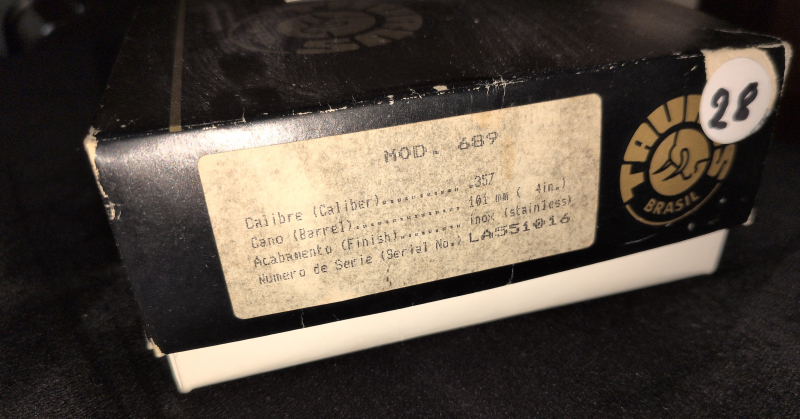 MOD. 689
Calibre (Caliber)............ .357
Cano (Barrel)................ 101 mm ( 4in.)
Acabamento (Finish)........ inox (stainless)
Numero de Serie (Serial No.) LA551016
TAURUS
BRASIL
28